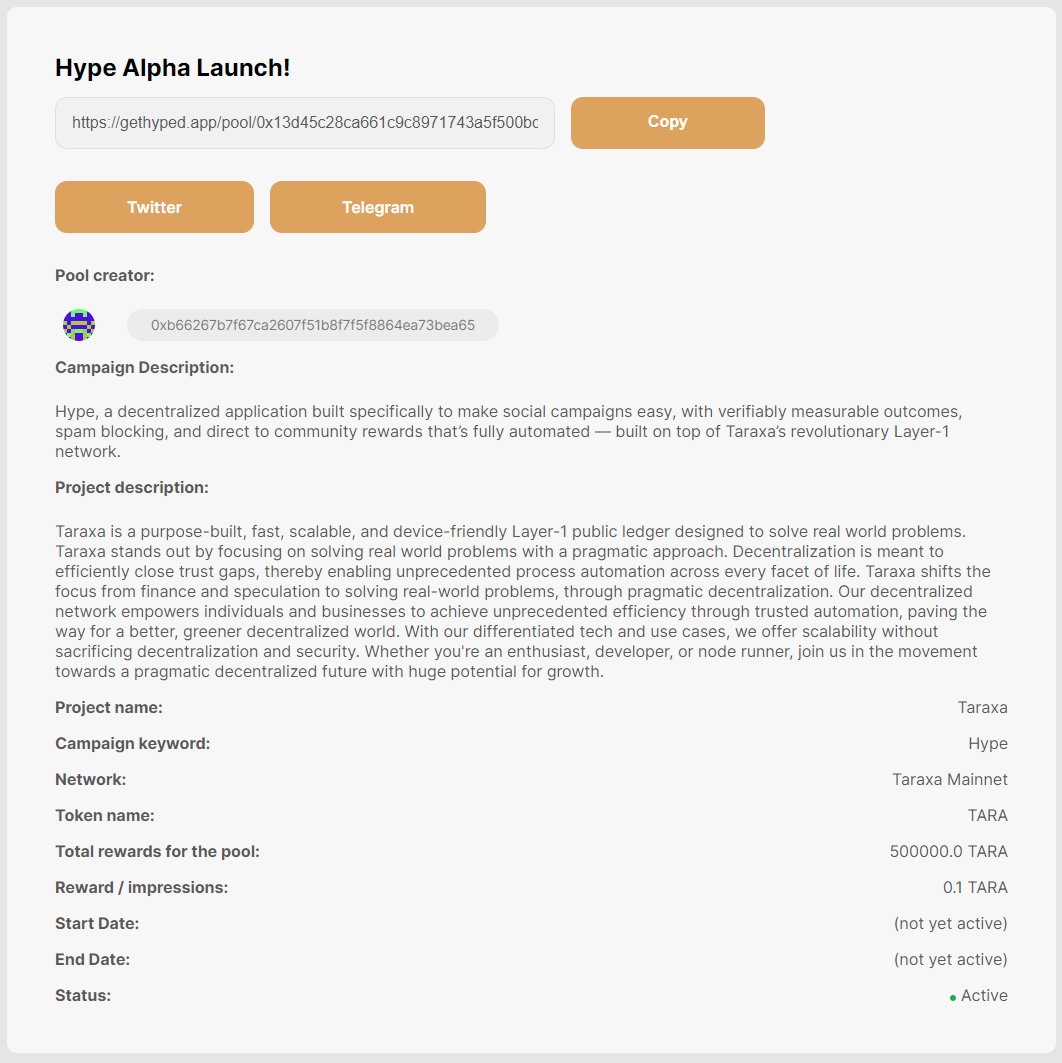 Hype Alpha Launch!
https://gethyped.app/pool/0x13d45c28ca661c9c8971743a5f500bc
Copy
Twitter
Telegram
Pool creator:
0xb66267b7f67ca2607f51b8f7f5f8864ea73bea65
Campaign Description:
Hype, a decentralized application built specifically to make social campaigns easy, with verifiably measurable outcomes,
spam blocking, and direct to community rewards that’s fully automated — built on top of Taraxa’s revolutionary Layer-1
network.
Project description:
Taraxa is a purpose-built, fast, scalable, and device-friendly Layer-1 public ledger designed to solve real world problems.
Taraxa stands out by focusing on solving real world problems with a pragmatic approach. Decentralization is meant to
efficiently close trust gaps, thereby enabling unprecedented process automation across every facet of life. Taraxa shifts the
focus from finance and speculation to solving real-world problems, through pragmatic decentralization. Our decentralized
network empowers individuals and businesses to achieve unprecedented efficiency through trusted automation, paving the
way for a better, greener decentralized world. With our differentiated tech and use cases, we offer scalability without
sacrificing decentralization and security. Whether you're an enthusiast, developer, or node runner, join us in the movement
towards a pragmatic decentralized future with huge potential for growth.
Project name: Taraxa
Campaign keyword: Hype
Network: Taraxa Mainnet
Token name: TARA
Total rewards for the pool: 500000.0 TARA
Reward / impressions: 0.1 TARA
Start Date: (not yet active)
End Date: (not yet active)
Status: Active